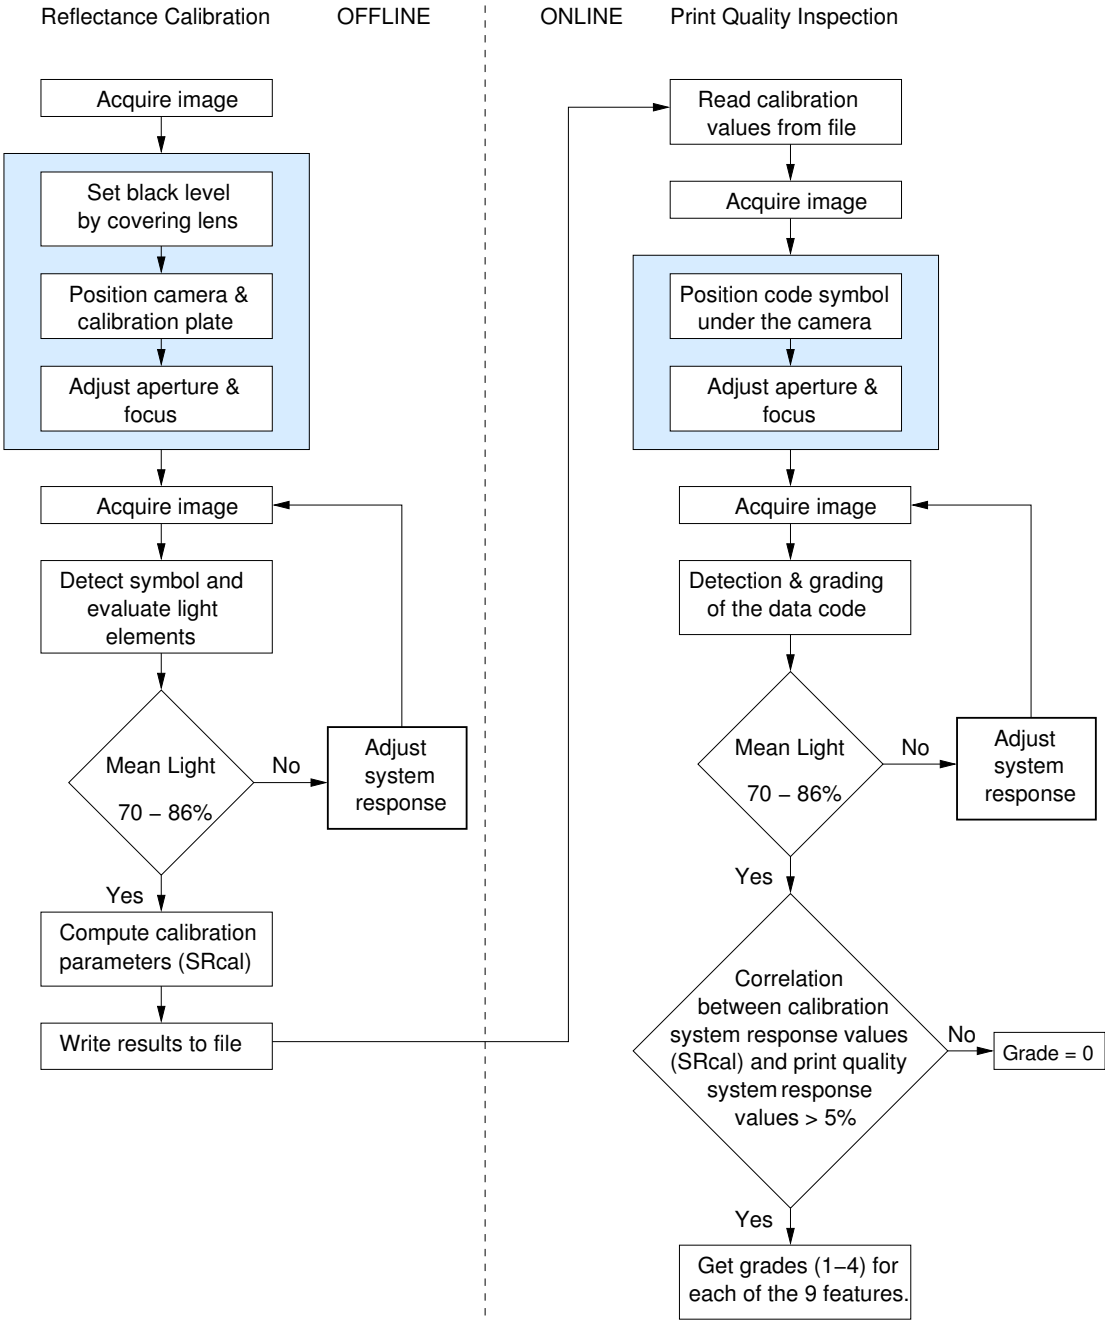 Reflectance Calibration OFFLINE
Acquire image
Set black level
by covering lens
Position camera &
calibration plate
Adjust aperture &
focus
Acquire image
Detect symbol and
evaluate light
elements
Mean Light
70 – 86%
No
Adjust
system
response
Yes
Compute calibration
parameters (SRcal)
Write results to file
ONLINE Print Quality Inspection
Read calibration
values from file
Acquire image
Position code symbol
under the camera
Adjust aperture &
focus
Acquire image
Detection & grading
of the data code
Mean Light
70 – 86%
No
Adjust
system
response
Yes
Correlation
between calibration
system response values
(SRcal) and print quality
system response
values > 5%
No
Grade = 0
Yes
Get grades (1–4) for
each of the 9 features.